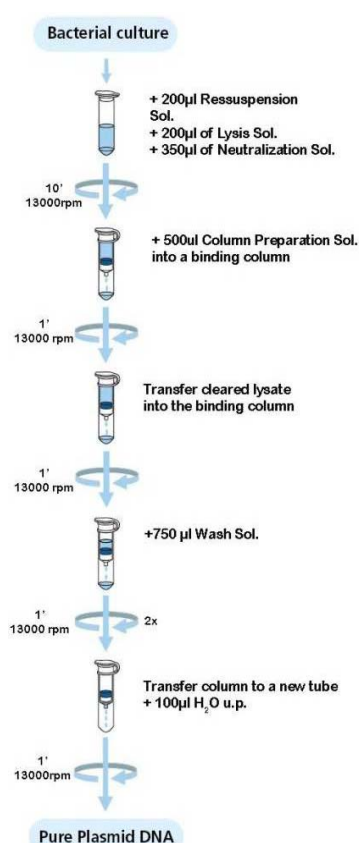 Bacterial culture
+ 200µl Ressuspension
Sol.
+ 200µl of Lysis Sol.
+ 350µl of Neutralization Sol.
10'
13000rpm
+ 500ul Column Preparation Sol.
into a binding column
1'
13000 rpm
Transfer cleared lysate
into the binding column
1'
13000 rpm
+750 µl Wash Sol.
1'
13000 rpm
2x
Transfer column to a new tube
+ 100µl H₂O u.p.
1'
13000rpm
Pure Plasmid DNA